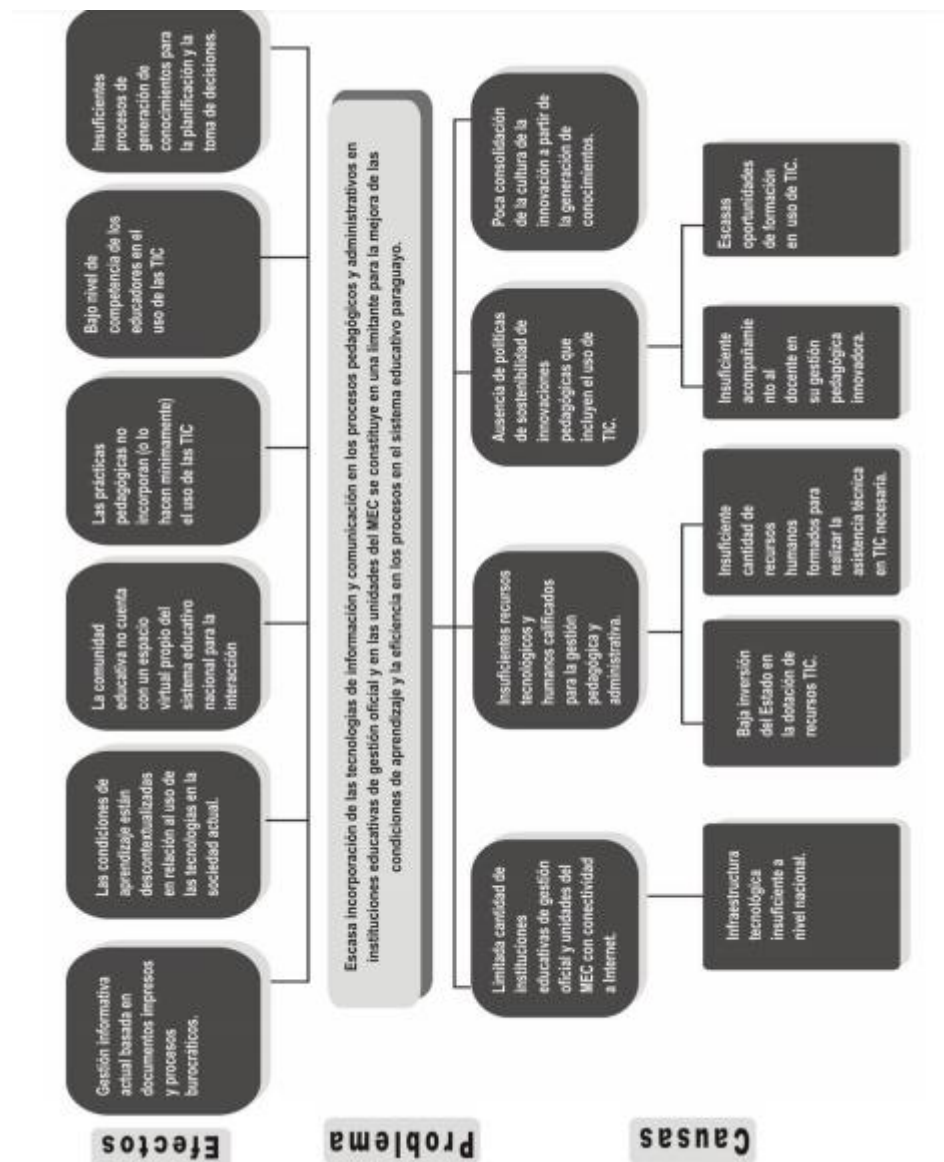 Efectos
Gestión informativa
actual basada en
documentos impresos
y procesos
burocráticos.
Las condiciones de
aprendizaje están
descontextualizadas
en relación al uso de
las tecnologías en la
sociedad actual.
La comunidad
educativa no cuenta
con un espacio
virtual propio del
sistema educativo
nacional para la
interacción
Las prácticas
pedagógicas no
incorporan (o lo
hacen mínimamente)
el uso de las TIC
Bajo nivel de
competencia de los
educadores en el
uso de las TIC
Insuficientes
procesos de
generación de
conocimientos para
la planificación y la
toma de decisiones.
Problema
Escasa incorporación de las tecnologías de información y comunicación en los procesos pedagógicos y administrativos en
instituciones educativas de gestión oficial y en las unidades del MEC se constituye en una limitante para la mejora de las
condiciones de aprendizaje y la eficiencia en los procesos en el sistema educativo paraguayo.
Causas
Limitada cantidad de
instituciones
educativas de gestión
oficial y unidades del
MEC con conectividad
a Internet.
Insuficientes recursos
tecnológicos y
humanos calificados
para la gestión
pedagógica y
administrativa.
Ausencia de políticas
de sostenibilidad de
innovaciones
pedagógicas que
incluyen el uso de
TIC.
Poca consolidación
de la cultura de la
innovación a partir de
la generación de
conocimientos.
Infraestructura
tecnológica
insuficiente a
nivel nacional.
Baja inversión
del Estado en
la dotación de
recursos TIC.
Insuficiente
cantidad de
recursos
humanos
formados para
realizar la
asistencia técnica
en TIC necesaria.
Insuficiente
acompañamie
nto al
docente en
su gestión
pedagógica
innovadora.
Escasas
oportunidades
de formación
en uso de TIC.